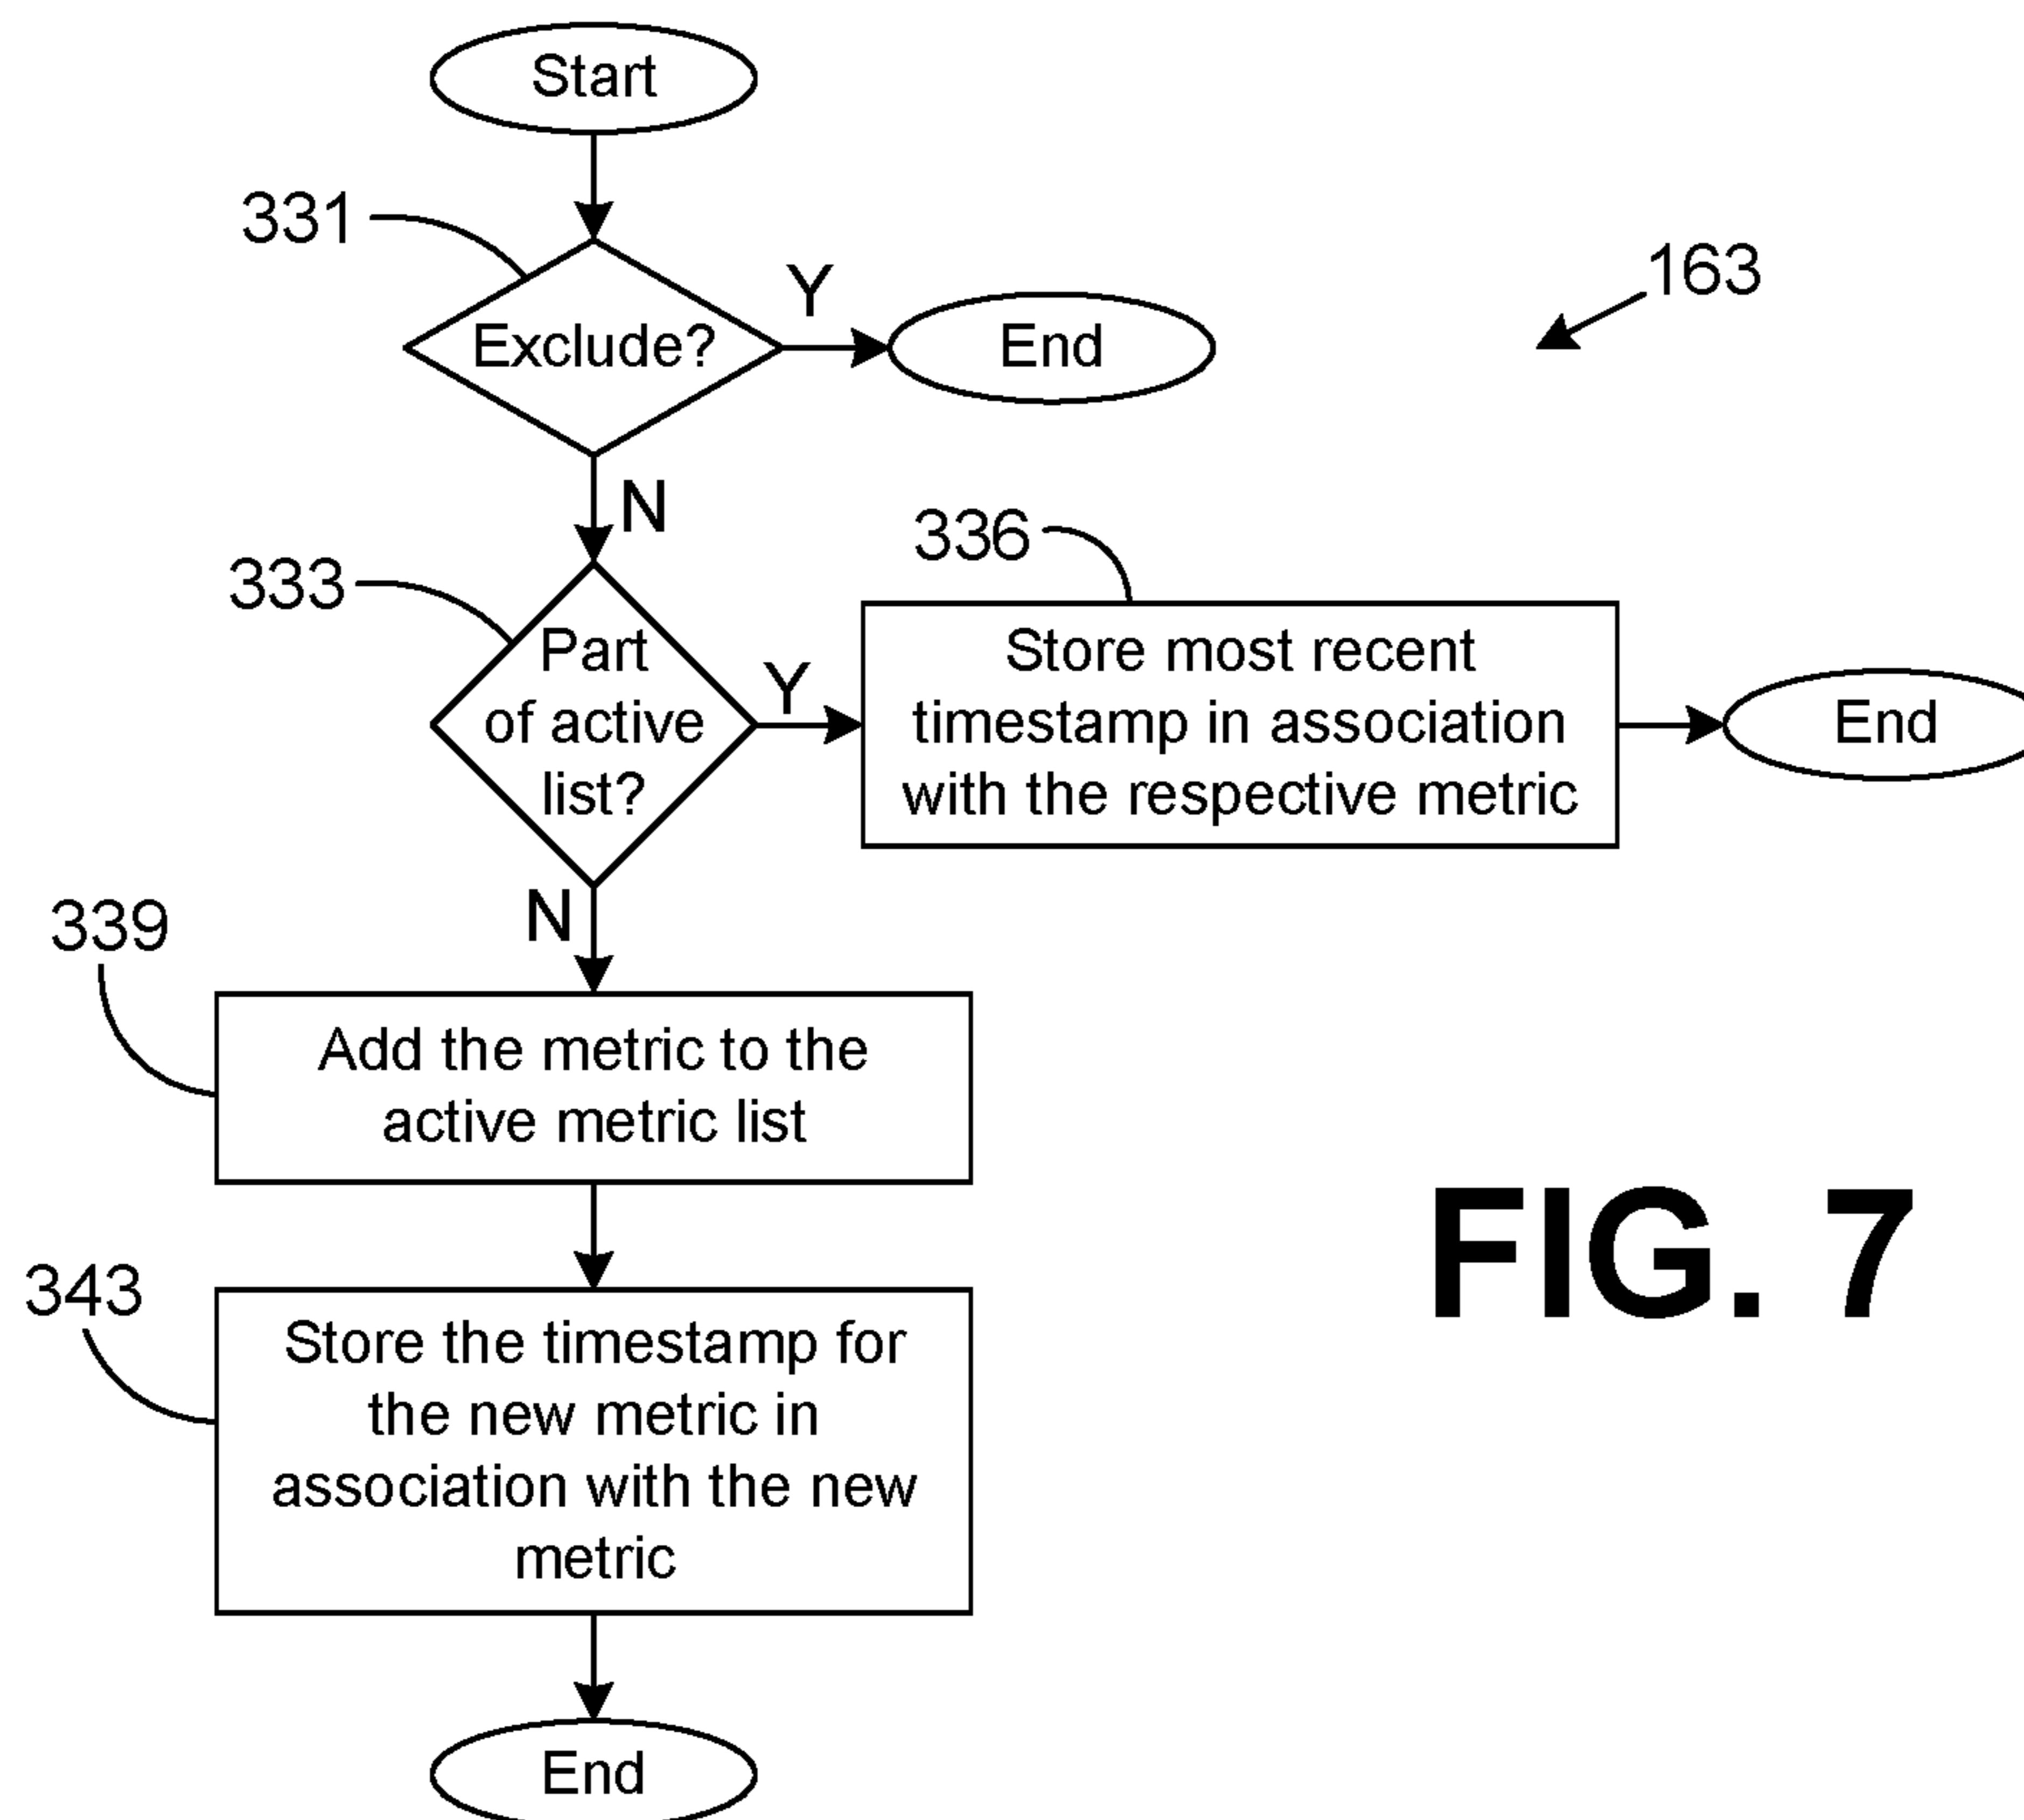 Start
331
Exclude?
Y
End
163
N
333
Part
of active
list?
Y
336
Store most recent
timestamp in association
with the respective metric
End
N
339
Add the metric to the
active metric list
343
Store the timestamp for
the new metric in
association with the new
metric
End
FIG. 7